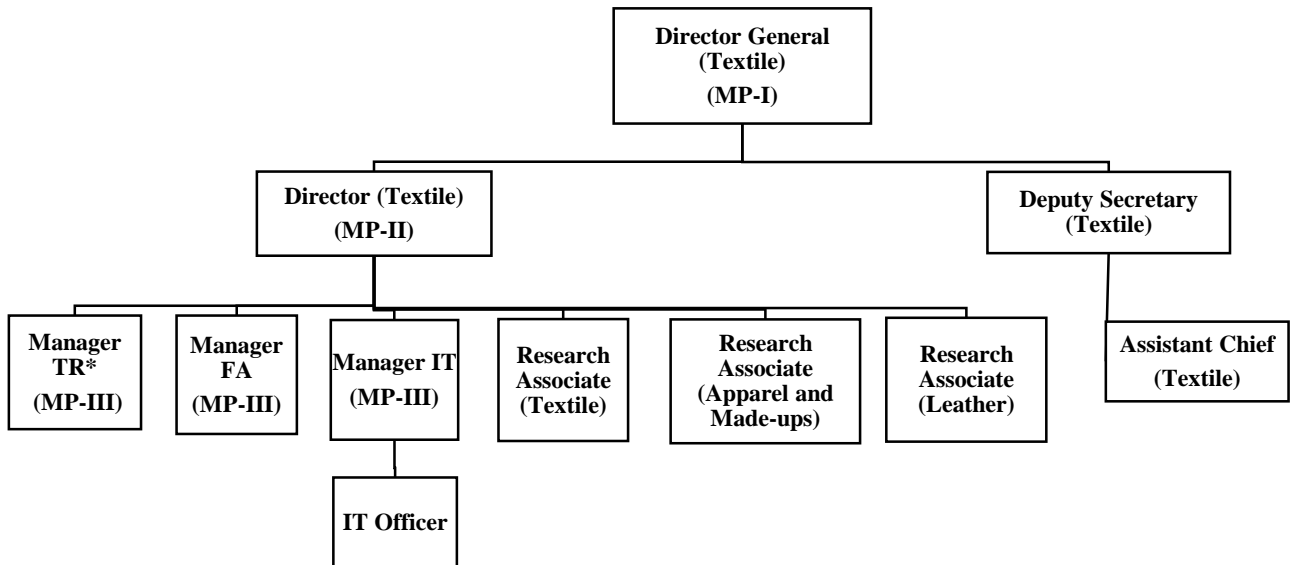 Director General
(Textile)
(MP-I)
Director (Textile)
(MP-II)
Deputy Secretary
(Textile)
Manager
TR*
(MP-III)
Manager
FA
(MP-III)
Manager IT
(MP-III)
Research
Associate
(Textile)
Research
Associate
(Apparel and
Made-ups)
Research
Associate
(Leather)
Assistant Chief
(Textile)
IT Officer